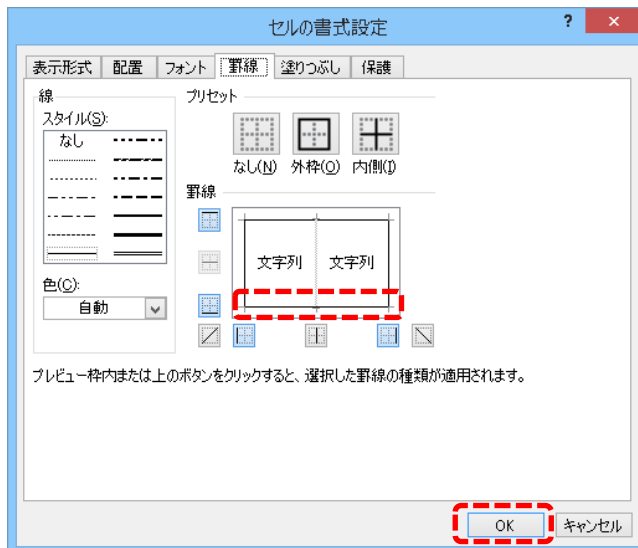 セルの書式設定
?
×
表示形式 配置 フォント 罫線 塗りつぶし 保護
線
プリセット
スタイル(S):
なし
なし(N) 外枠(O) 内側(I)
罫線
文字列 文字列
色(C):
自動
プレビュー枠内または上のボタンをクリックすると、選択した罫線の種類が適用されます。
OK
キャンセル